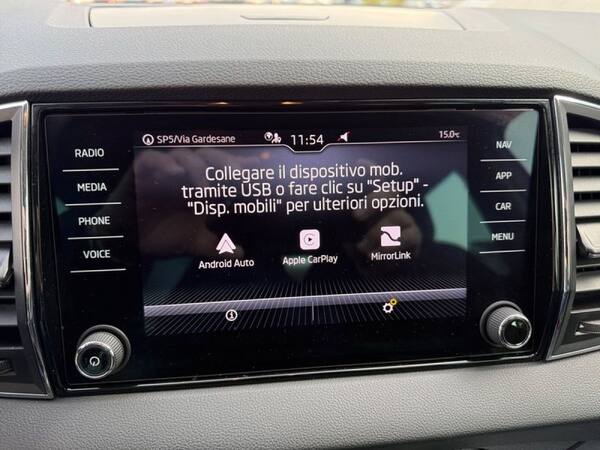 SP5/Via Gardesane
11:54
15.0°C
RADIO
MEDIA
PHONE
VOICE
Collegare il dispositivo mob.
tramite USB o fare clic su "Setup" -
"Disp. mobili" per ulteriori opzioni.
Android Auto
Apple CarPlay
MirrorLink
NAV
APP
CAR
MENU